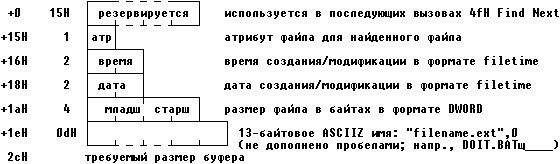 +0 15H резервируется используется в последующих вызовах 4fH Find Next
+15H 1 атр атрибут файла для найденного файла
+16H 2 время время создания/модификации в формате filetime
+18H 2 дата дата создания/модификации в формате filetime
+1aH 4 младш старш размер файла в байтах в формате DWORD
+1eH 0dH 13-байтовое ASCIIZ имя: "filename.ext",0
(не дополнено пробелами; напр., DOIT.BATщ____)
2cH требуемый размер буфера